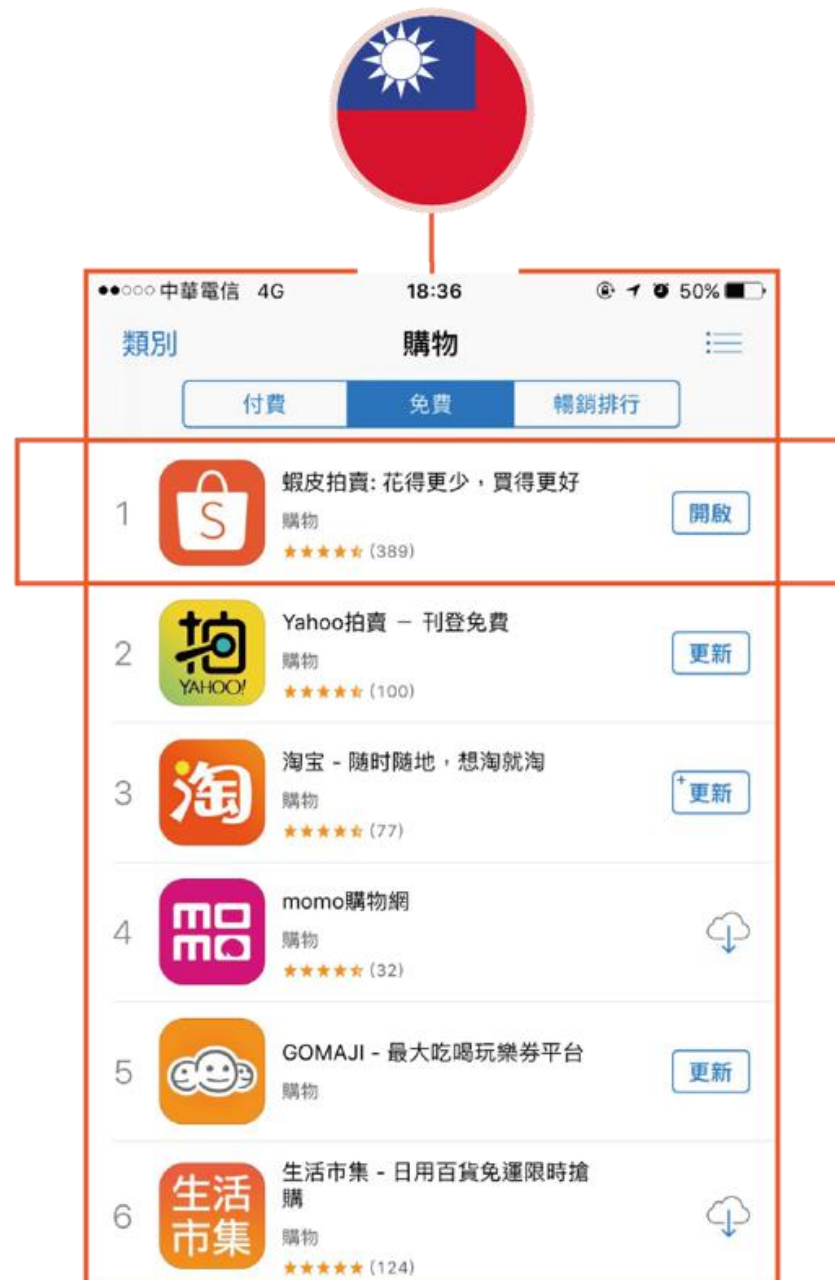 中華電信 4G 18:36 50%
類別 購物
付費 免費 暢銷排行
1
S
蝦皮拍賣: 花得更少，買得更好
購物
(389)
開啟
2
拍
YAHOO!
Yahoo拍賣 － 刊登免費
購物
(100)
更新
3
淘
淘宝 - 随时随地，想淘就淘
購物
(77)
+更新
4
mo
mo
momo購物網
購物
(32)
5
GOMAJI - 最大吃喝玩樂券平台
購物
更新
6
生活
市集
生活市集 - 日用百貨免運限時搶
購
購物
(124)